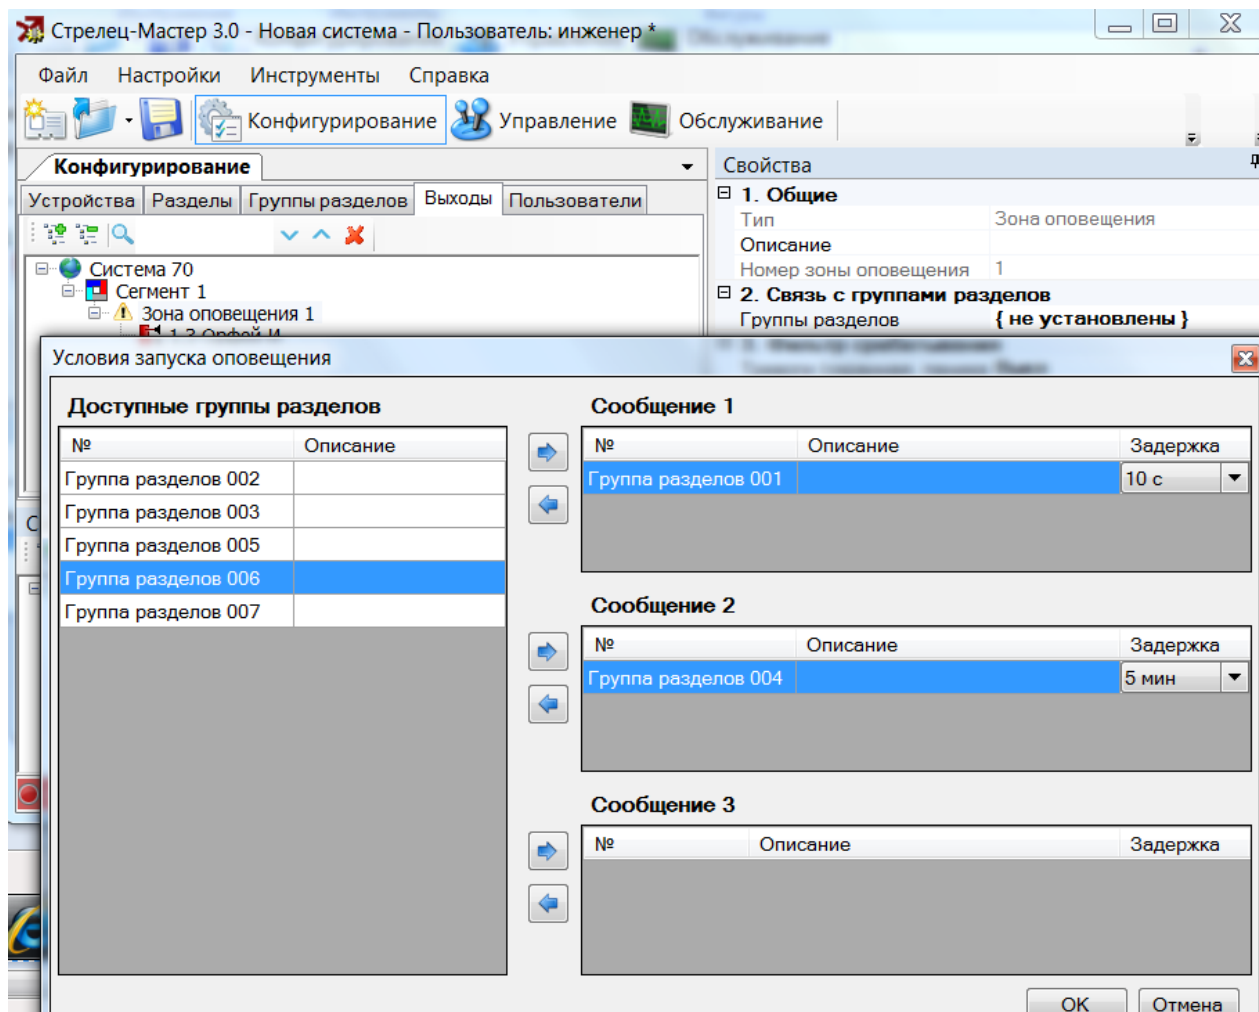 Стрелец-Мастер 3.0 - Новая система - Пользователь: инженер *
Файл Настройки Инструменты Справка
Конфигурирование Управление Обслуживание
Конфигурирование
Устройства Разделы Группы разделов Выходы Пользователи
Система 70
Сегмент 1
Зона оповещения 1
Свойства
1. Общие
Тип Зона оповещения
Описание
Номер зоны оповещения 1
2. Связь с группами разделов
Группы разделов { не установлены }
Условия запуска оповещения
Доступные группы разделов
№ Описание
Группа разделов 002
Группа разделов 003
Группа разделов 005
Группа разделов 006
Группа разделов 007
Сообщение 1
№ Описание Задержка
Группа разделов 001 10 с
Сообщение 2
№ Описание Задержка
Группа разделов 004 5 мин
Сообщение 3
№ Описание Задержка
OK Отмена